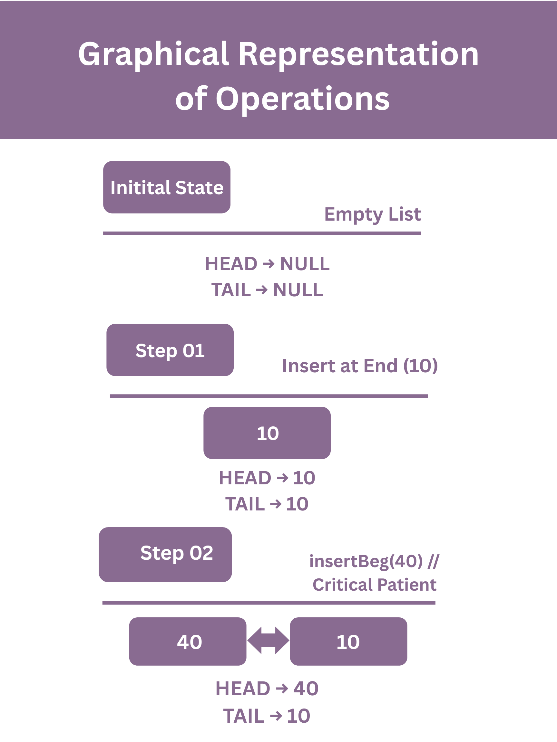 Graphical Representation
of Operations
Initital State
Empty List
HEAD → NULL
TAIL → NULL
Step 01
Insert at End (10)
10
HEAD → 10
TAIL → 10
Step 02
insertBeg(40) //
Critical Patient
40
10
HEAD → 40
TAIL → 10